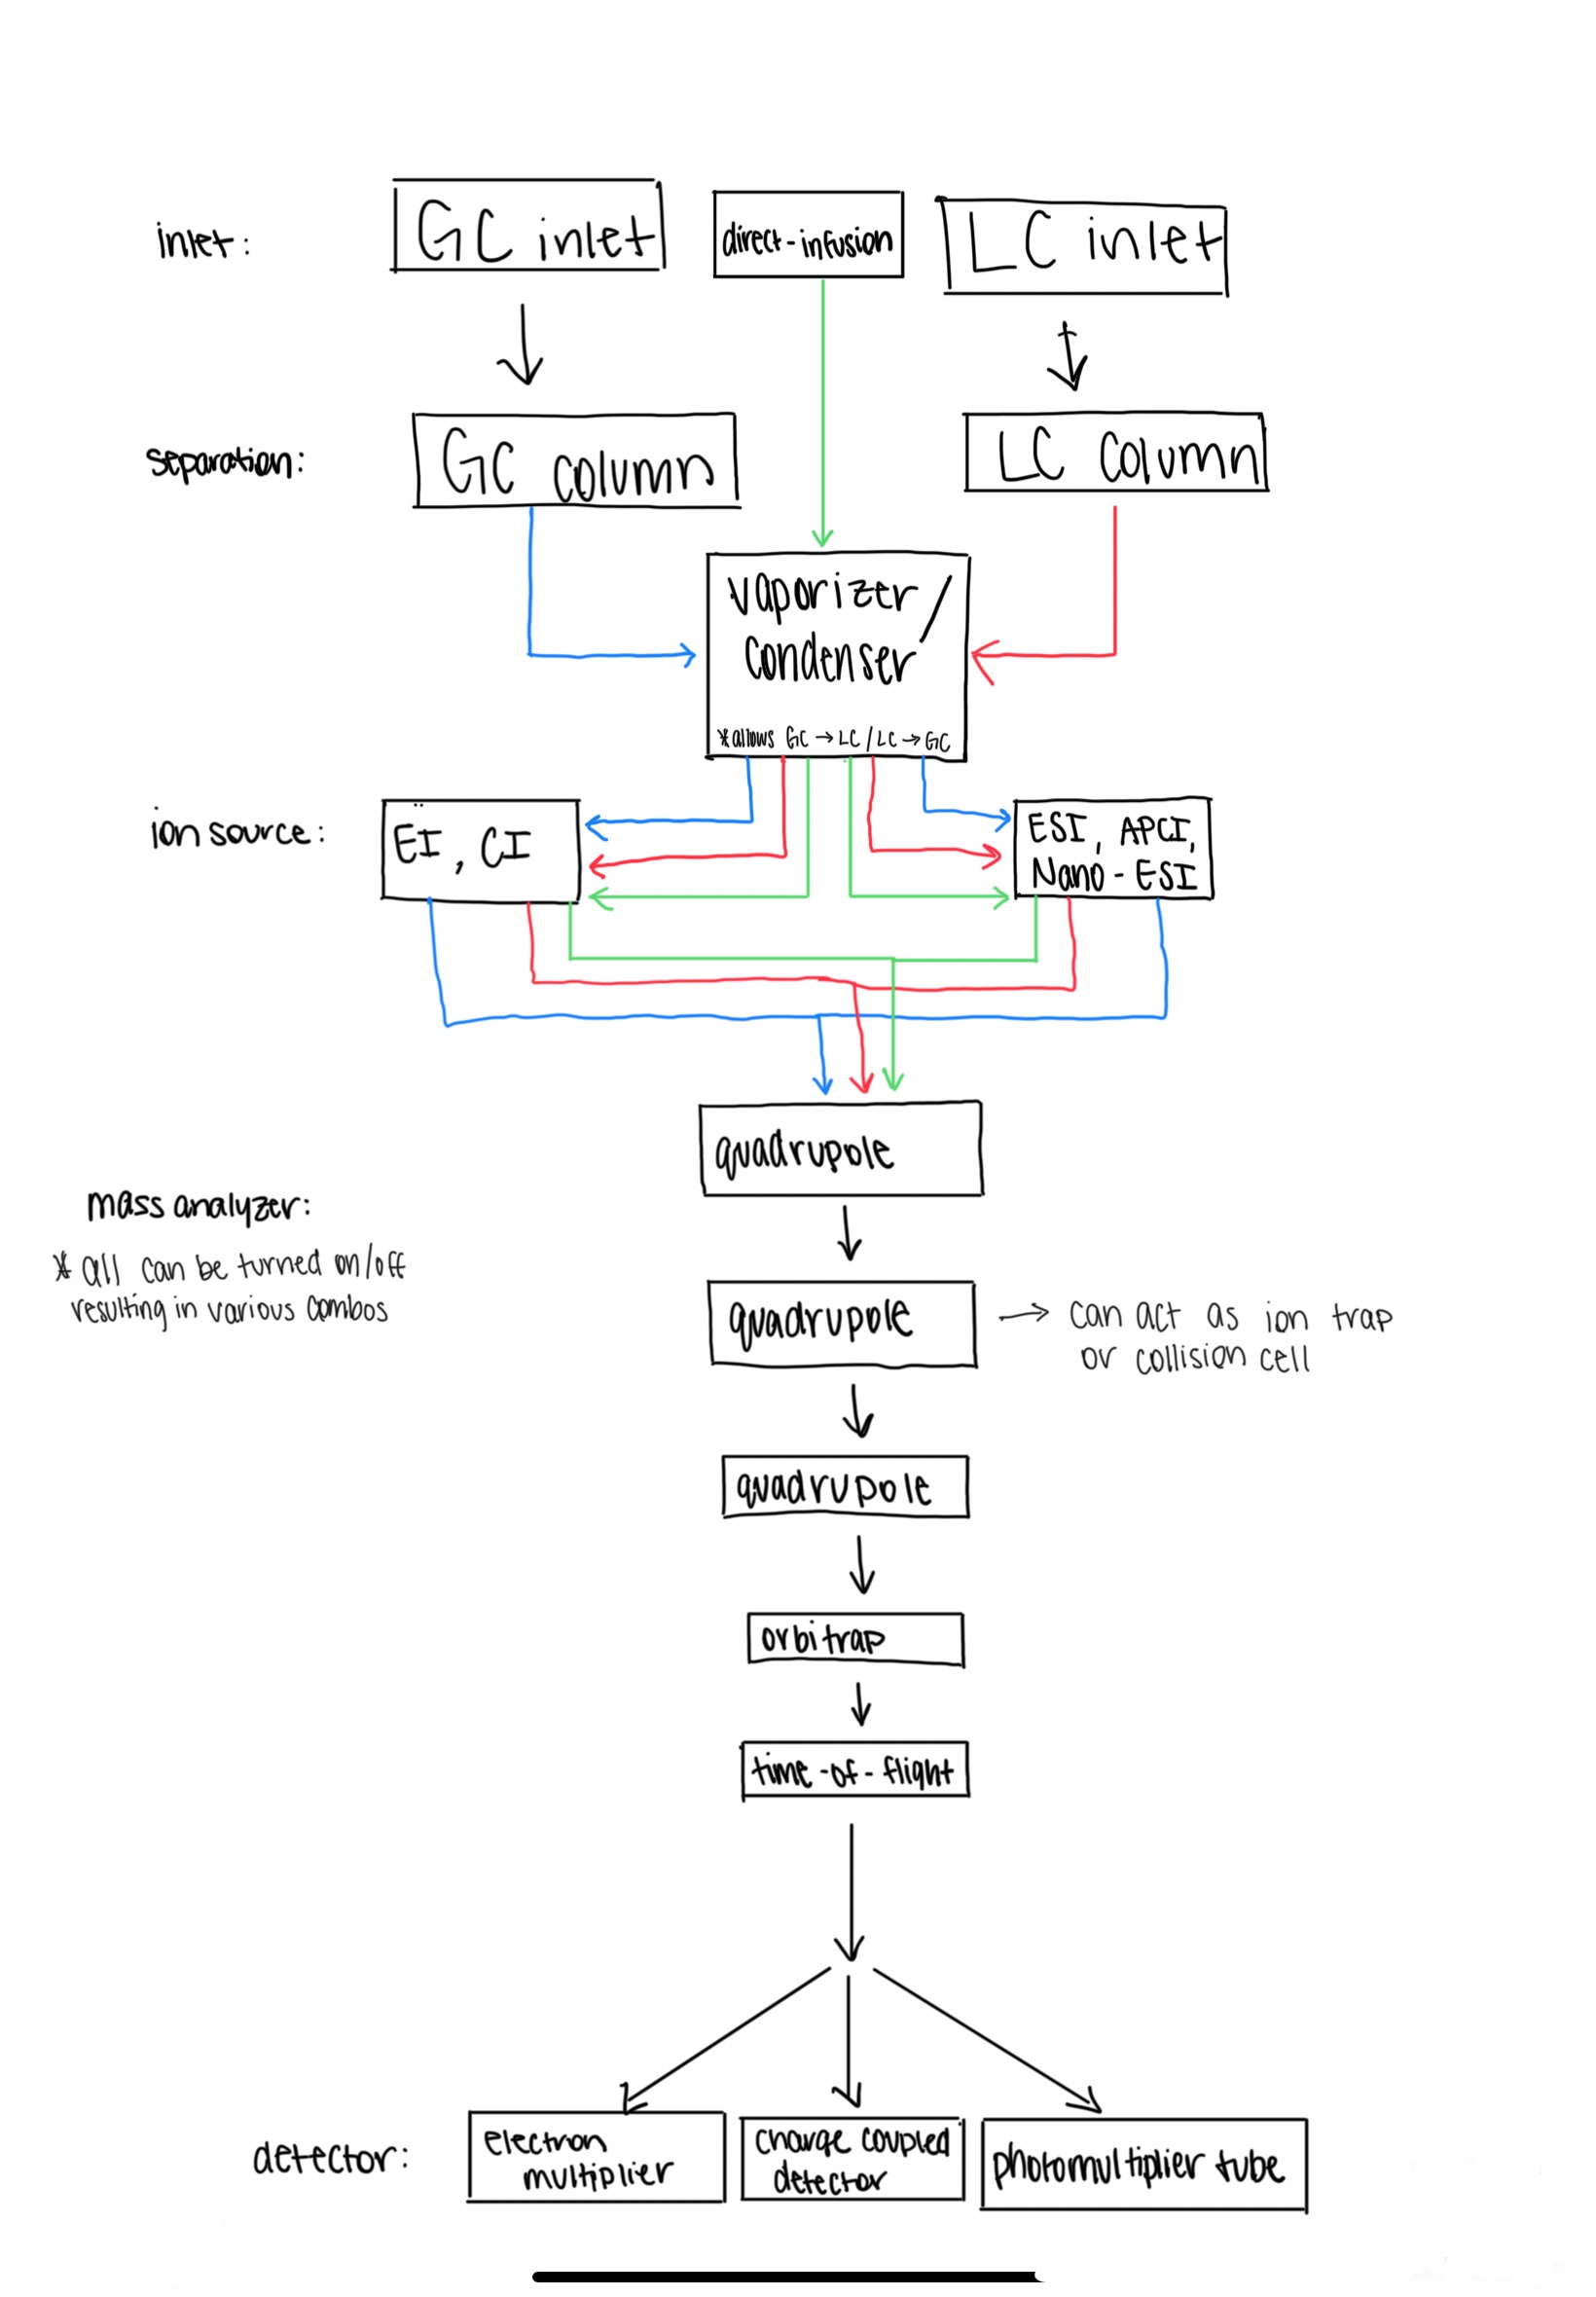 inlet:
GC inlet
direct-infusion
LC inlet
separation:
GC column
LC Column
vaporizer/
condenser
*allows GC → LC / LC → GC
ion source:
EI, CI
ESI, APCI,
Nano-ESI
quadrupole
mass analyzer:
* all can be turned on/off
resulting in various combos
quadrupole
→ can act as ion trap
or collision cell
quadrupole
orbitrap
time-of-flight
detector:
electron
multiplier
charge coupled
detector
photomultiplier tube